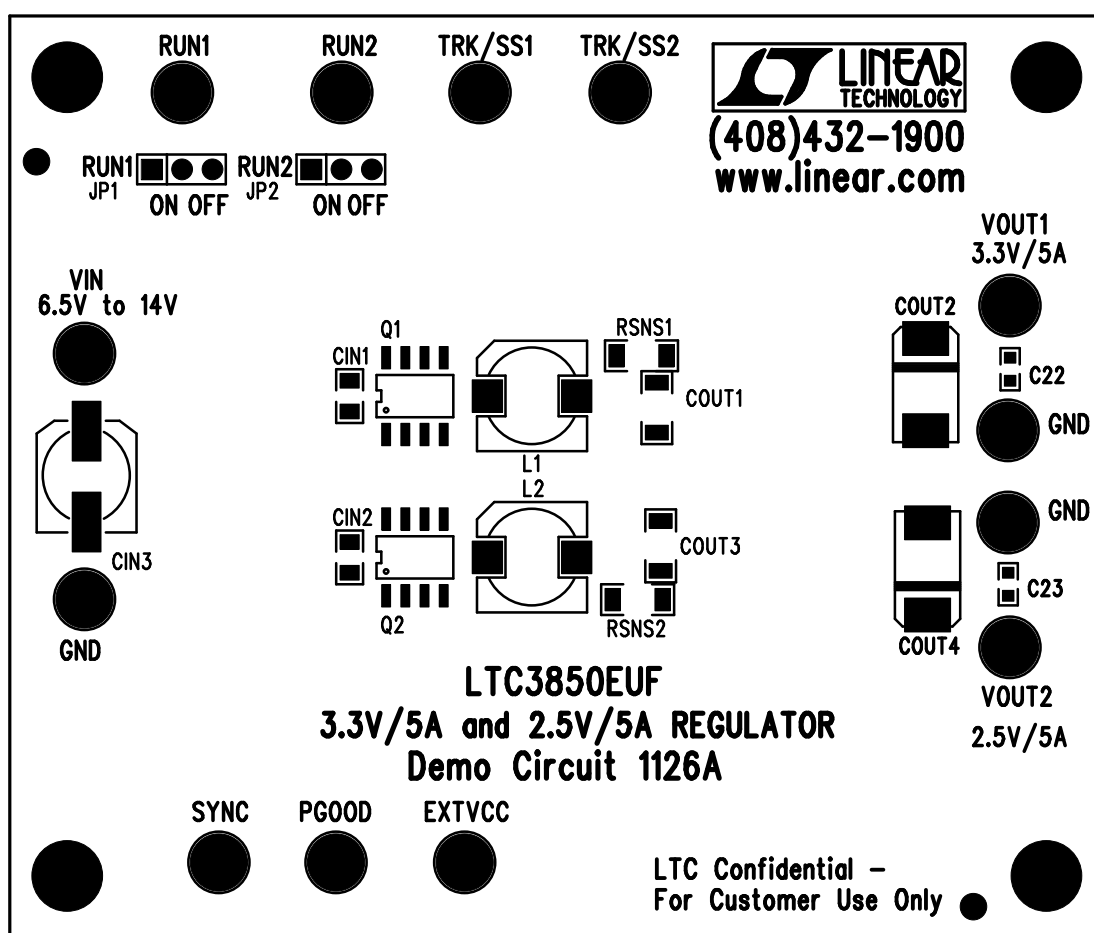 RUN1 RUN2 TRK/SS1 TRK/SS2
LINEAR
TECHNOLOGY
(408)432-1900
www.linear.com
RUN1 RUN2
JP1 JP2
ON OFF ON OFF
VOUT1
3.3V/5A
VIN
6.5V to 14V
COUT2
Q1
RSNS1
CIN1
C22
COUT1
GND
L1
L2
CIN2
GND
COUT3
CIN3
C23
Q2
RSNS2
COUT4
GND
LTC3850EUF
VOUT2
3.3V/5A and 2.5V/5A REGULATOR
2.5V/5A
Demo Circuit 1126A
SYNC PGOOD EXTVCC
LTC Confidential -
For Customer Use Only